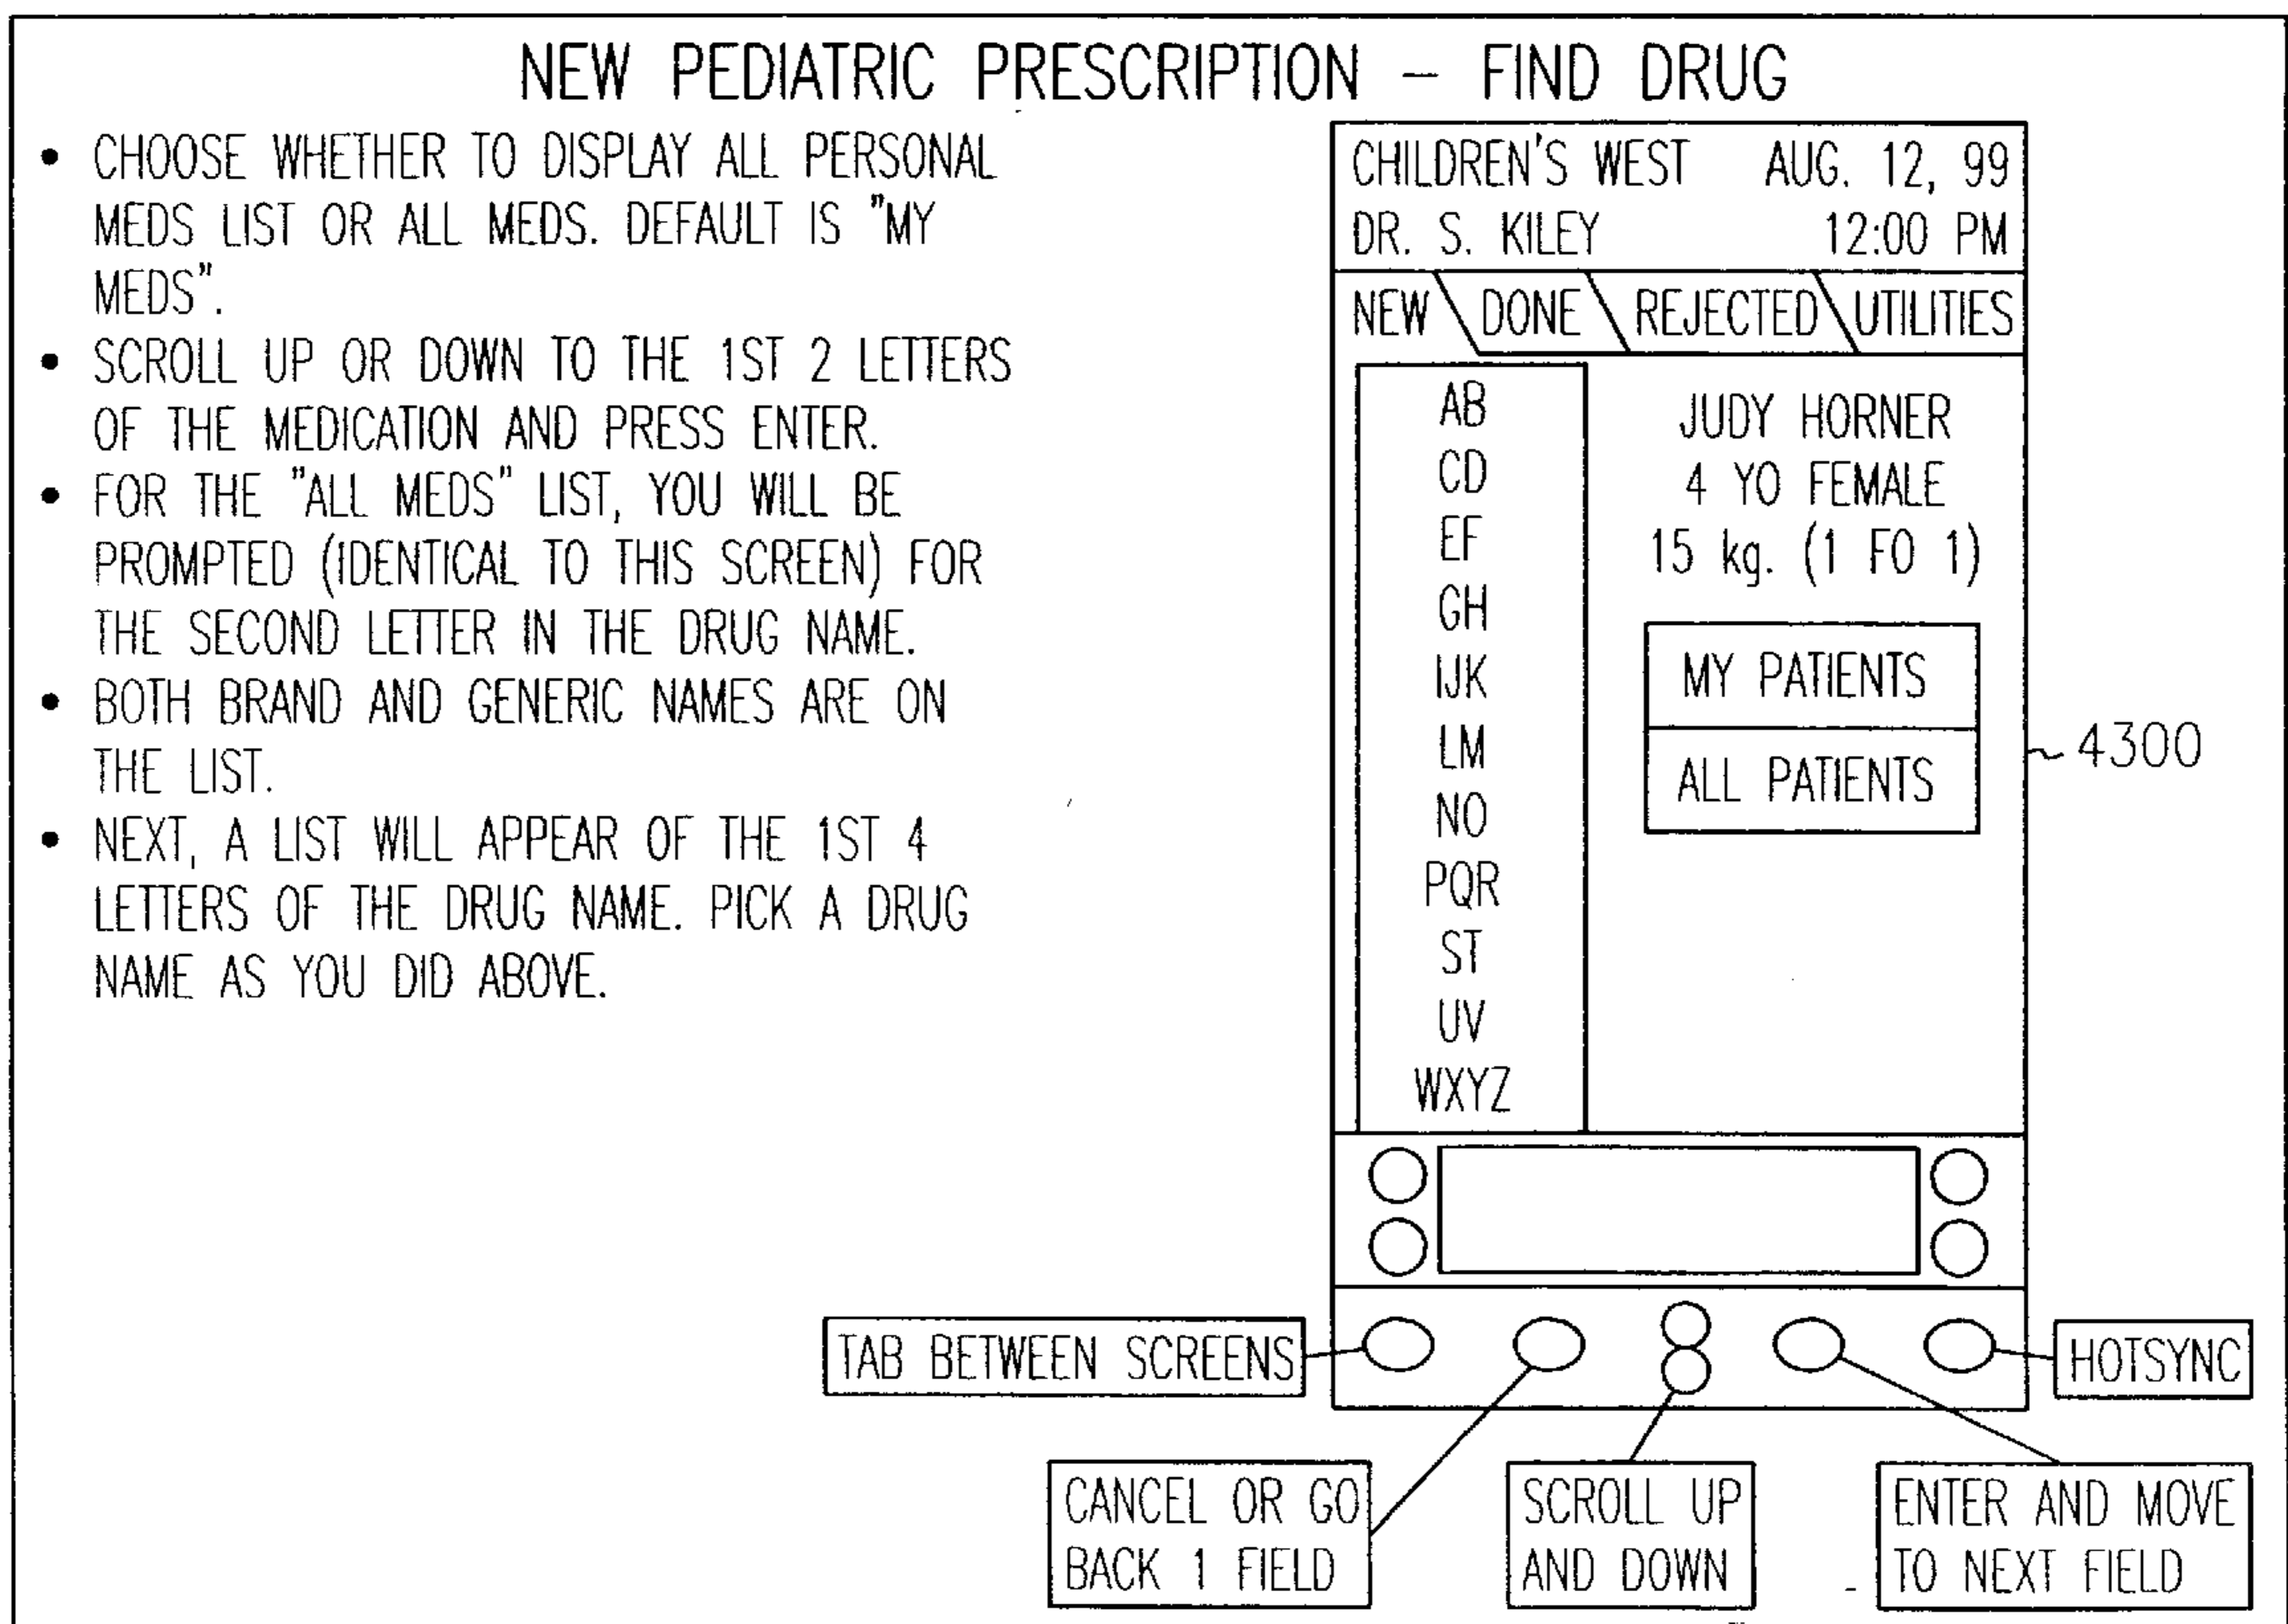 NEW PEDIATRIC PRESCRIPTION – FIND DRUG
• CHOOSE WHETHER TO DISPLAY ALL PERSONAL
MEDS LIST OR ALL MEDS. DEFAULT IS "MY
MEDS".
• SCROLL UP OR DOWN TO THE 1ST 2 LETTERS
OF THE MEDICATION AND PRESS ENTER.
• FOR THE "ALL MEDS" LIST, YOU WILL BE
PROMPTED (IDENTICAL TO THIS SCREEN) FOR
THE SECOND LETTER IN THE DRUG NAME.
• BOTH BRAND AND GENERIC NAMES ARE ON
THE LIST.
• NEXT, A LIST WILL APPEAR OF THE 1ST 4
LETTERS OF THE DRUG NAME. PICK A DRUG
NAME AS YOU DID ABOVE.
CHILDREN'S WEST AUG. 12, 99
DR. S. KILEY 12:00 PM
NEW DONE REJECTED UTILITIES
AB
CD
EF
GH
IJK
LM
NO
PQR
ST
UV
WXYZ
JUDY HORNER
4 YO FEMALE
15 kg. (1 FO 1)
MY PATIENTS
ALL PATIENTS
4300
TAB BETWEEN SCREENS
HOTSYNC
CANCEL OR GO
BACK 1 FIELD
SCROLL UP
AND DOWN
ENTER AND MOVE
TO NEXT FIELD